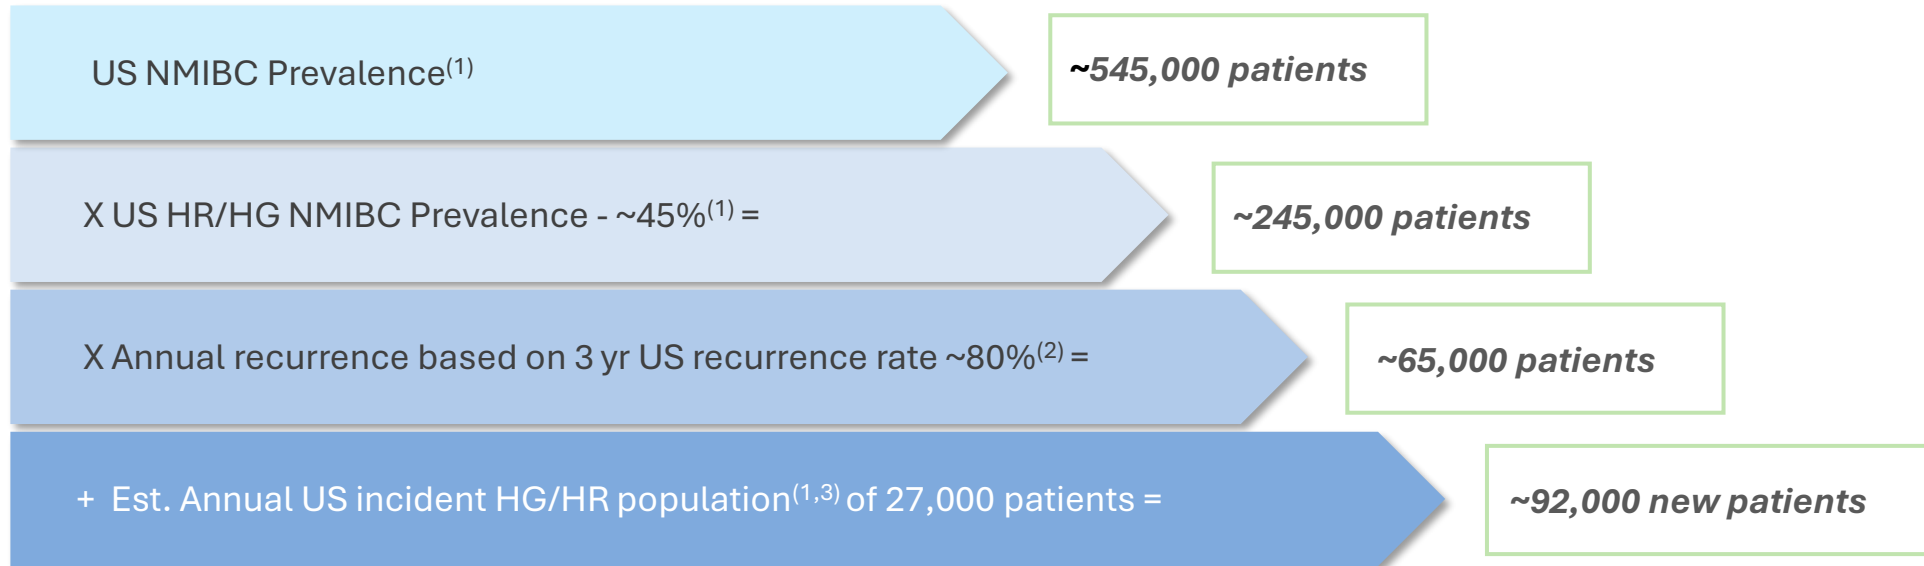 US NMIBC Prevalence(1)
~545,000 patients
X US HR/HG NMIBC Prevalence - ~45%(1) =
~245,000 patients
X Annual recurrence based on 3 yr US recurrence rate ~80%(2) =
~65,000 patients
+ Est. Annual US incident HG/HR population(1,3) of 27,000 patients =
~92,000 new patients